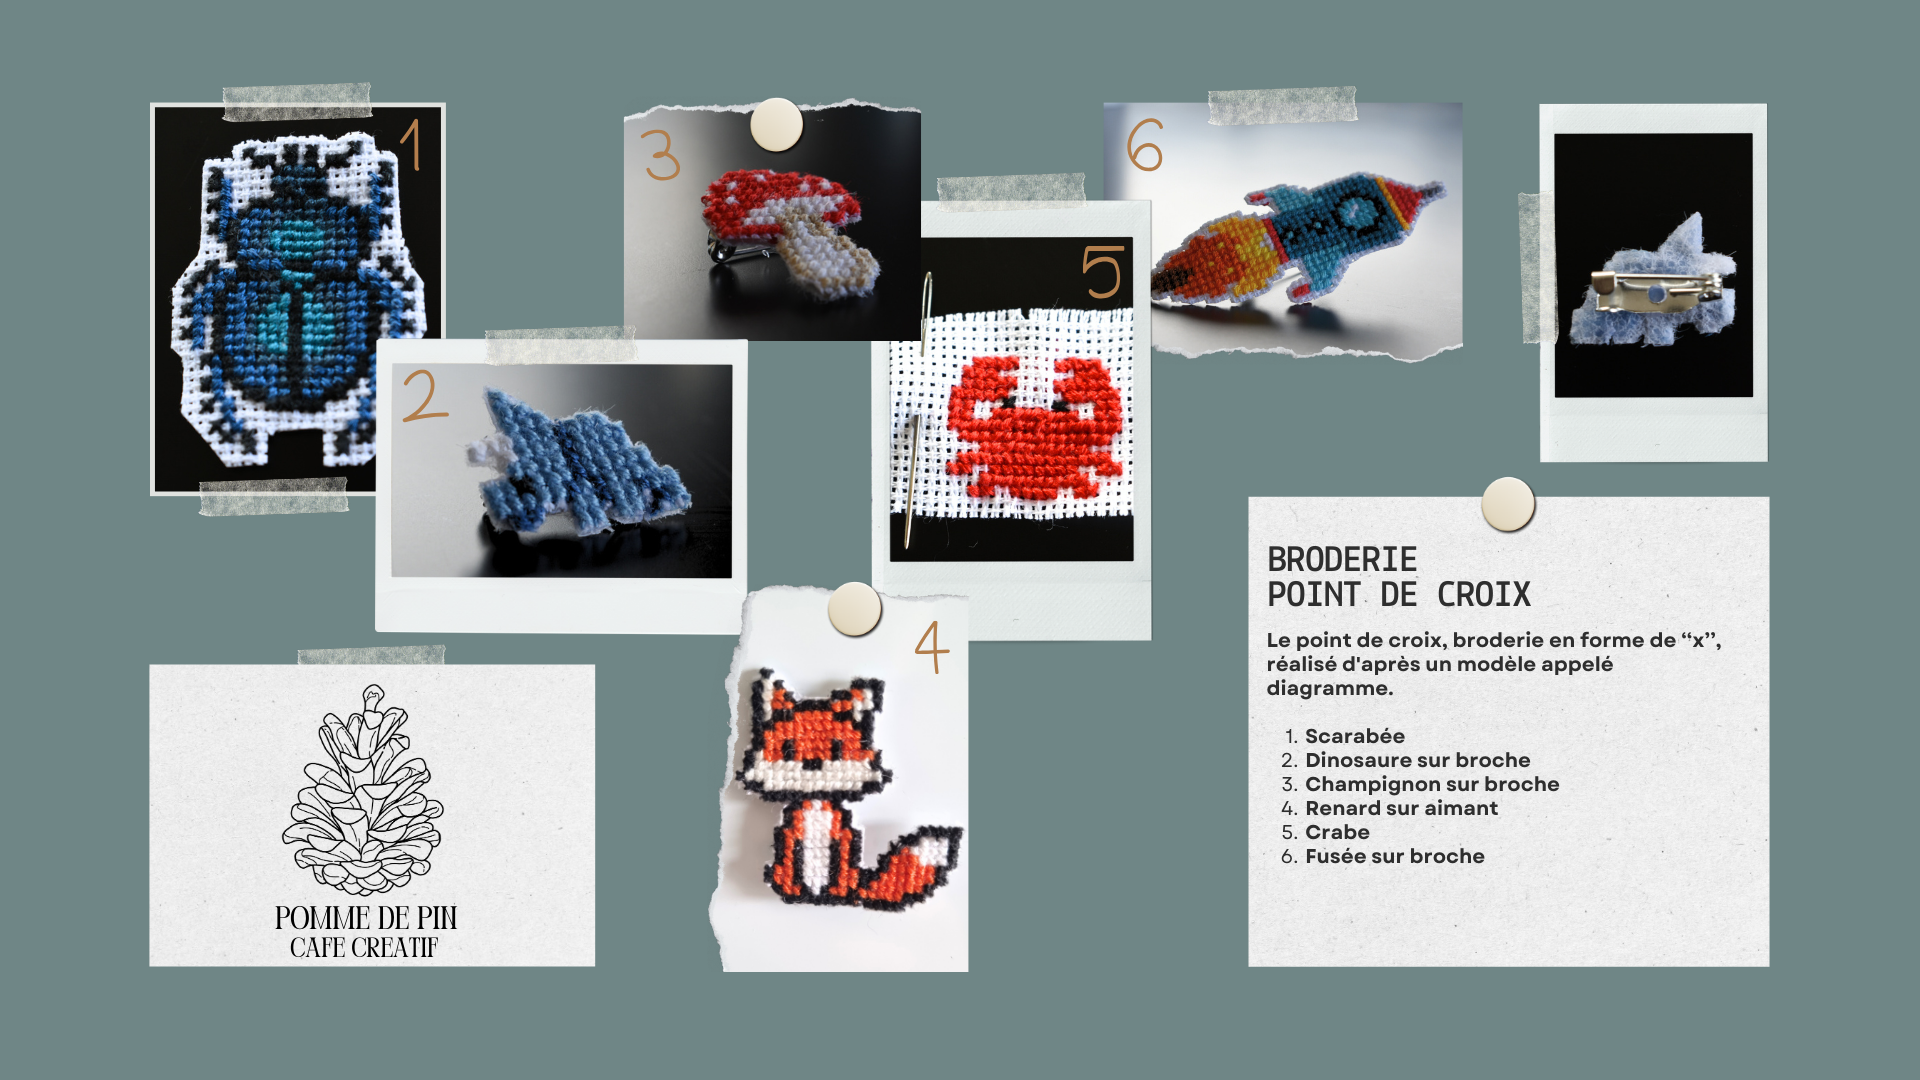 1
3
6
5
2
4
BRODERIE
POINT DE CROIX
Le point de croix, broderie en forme de “x”,
réalisé d'après un modèle appelé
diagramme.
1. Scarabée
2. Dinosaure sur broche
3. Champignon sur broche
4. Renard sur aimant
5. Crabe
6. Fusée sur broche
POMME DE PIN
CAFE CREATIF